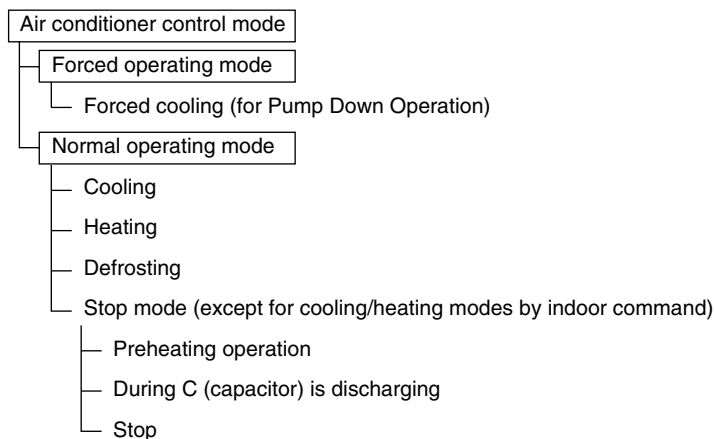 Air conditioner control mode
Forced operating mode
Forced cooling (for Pump Down Operation)
Normal operating mode
Cooling
Heating
Defrosting
Stop mode (except for cooling/heating modes by indoor command)
Preheating operation
During C (capacitor) is discharging
Stop